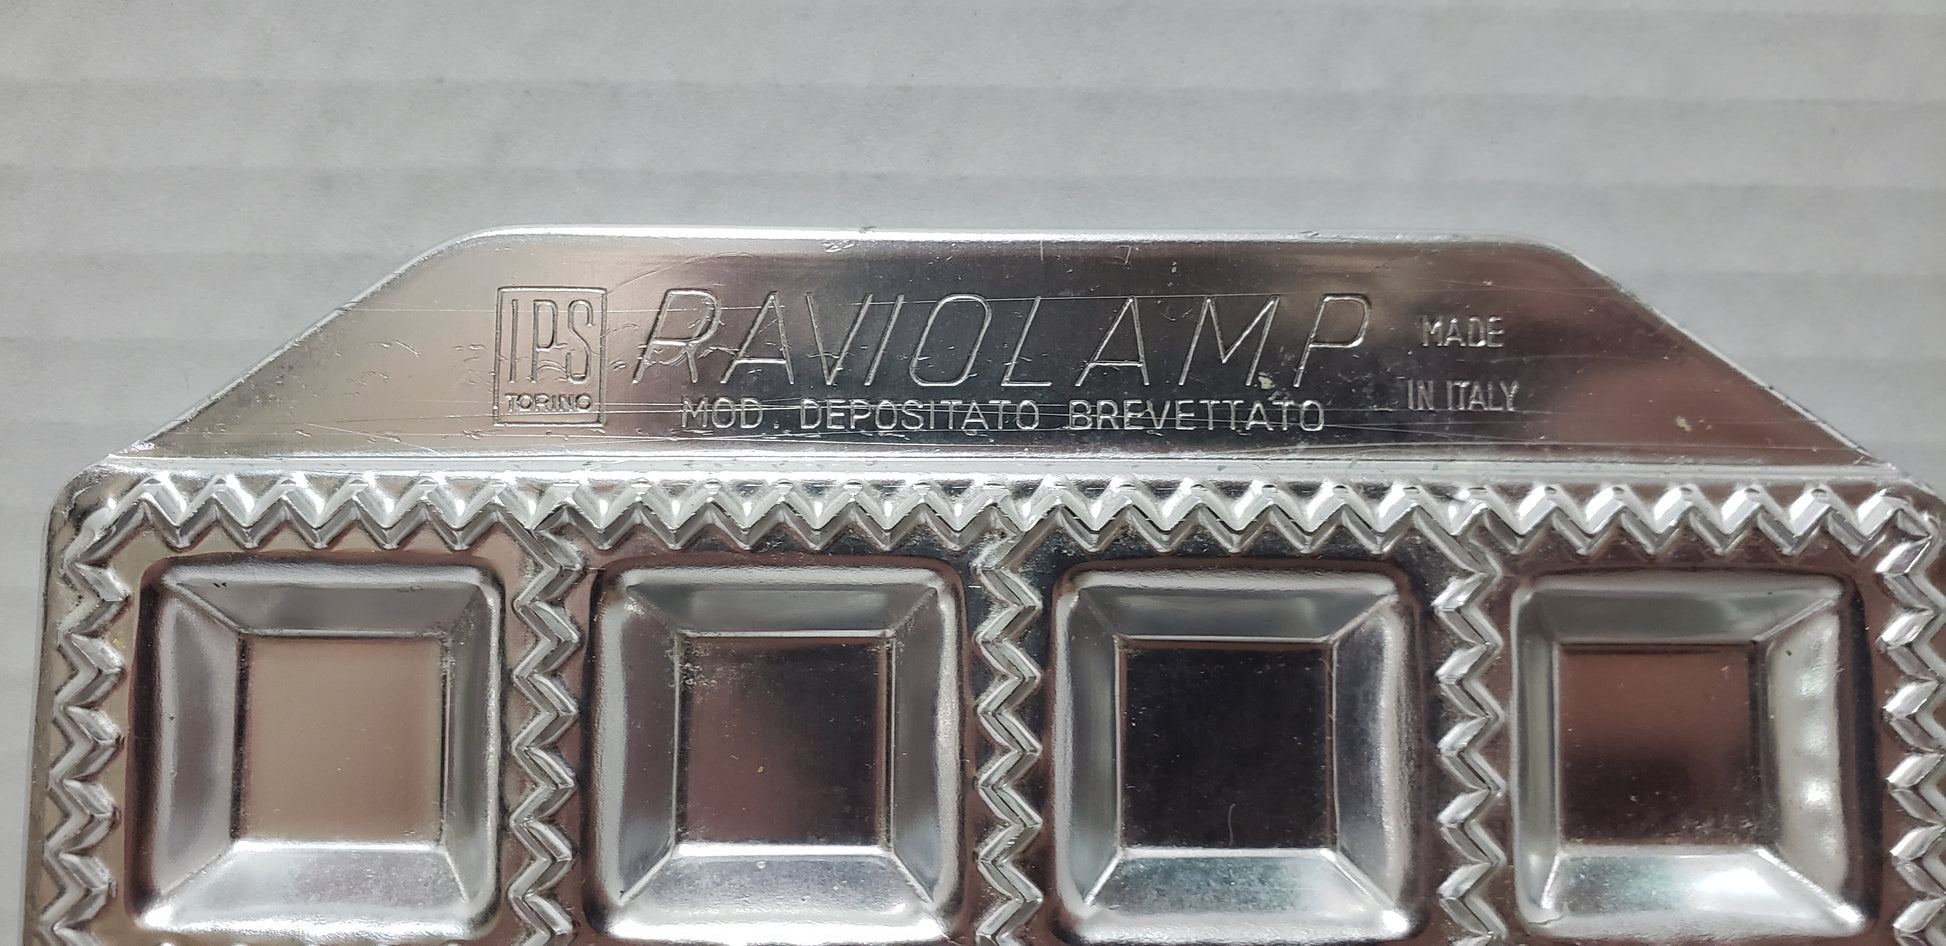 IPS
TORINO
RAVIOLAMP
MOD. DEPOSITATO BREVETTATO
MADE
IN ITALY